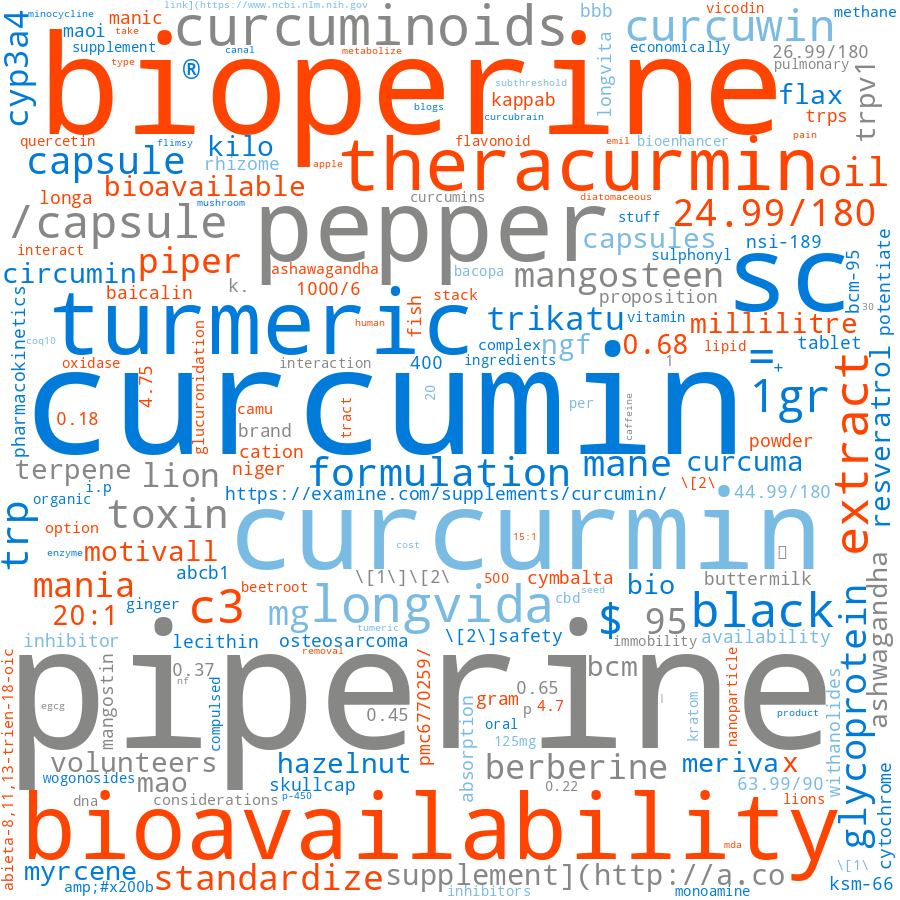 link](https://www.ncbi.nlm.nih.gov
minocycline
manic
curcuminoids
bbb
vicodin
methane
cyp3a4
maoi
take
curcuwin
supplement
canal
metabolize
economically
26.99/180
type
bioperine
®
longvita
pulmonary
trpv1
subthreshold
kappab
flax
blogs
curcubrain
trps
quercetin
flimsy
kilo
flavonoid
emil
bioenhancer
pain
capsule
rhizome
apple
theracurmin
oil
longa
bioavailable
curcumins
diatomaceous
mushroom
/capsule
pepper
stuff
24.99/180
interact
capsules
nsi-189
piper
sulphonyl
circumin
ashawagandha
bacopa
mangosteen
sc
bcm-95
potentiate
baicalin
k.
1000/6
stack
proposition
30
pharmacokinetics
turmeric
human
fish
trikatu
vitamin
millilitre
coq10
complex
ngf
0.68
lipid
tablet
oxidase
glucuronidation
interaction
400
ingredients
1
=
+
4.75
curcumin
20
1gr
0.18
camu
tract
per
caffeine
extract
resveratrol
brand
cation
powder
terpene
lion
niger
formulation
mane
curcuma
i.p
\[2\
organic
https://examine.com/supplements/curcumin/
•
44.99/180
trp
toxin
option
curcurmin
15:1
enzyme
motivall
cost
abcb1
\[1\]\[2\
500
cymbalta
buttermilk
mania
beetroot
cbd
seed
bio
20:1
ginger
c3
mg
longvida
$
95
black
glycoprotein
ashwagandha
tumeric
inhibitor
lecithin
osteosarcoma
\[2\]safety
immobility
availability
removal
abieta-8,11,13-trien-18-oic
mangostin
0.37
piperine
bcm
nf
0.65
egcg
compulsed
0.45
pmc6770259/
gram
p
4.7
l
kratom
nanoparticle
product
oral
absorption
125mg
volunteers
hazelnut
berberine
meriva
x
withanolides
wogonosides
mao
skullcap
0.22
63.99/90
dna
considerations
p-450
lions
cytochrome
bioavailability
mda
myrcene
standardize
supplement](http://a.co
\[1\
amp;#x200b
inhibitors
monoamine
ksm-66